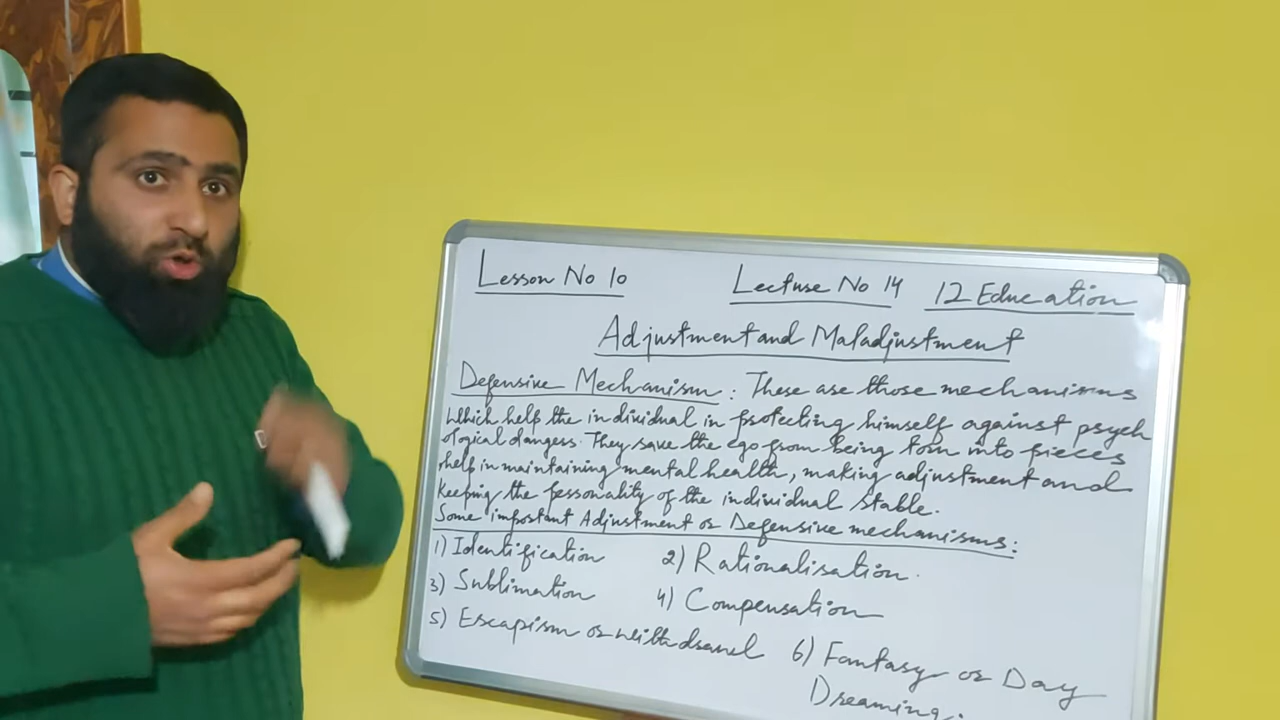 Lesson No 10 Lecture No 14 12 Education
Adjustment and Maladjustment
Defensive Mechanism : These are those mechanisms
which help the individual in protecting himself against psych
ological dangers. They save the ego from being torn into pieces
help in maintaining mental health, making adjustment and
keeping the personality of the individual stable.
Some important Adjustment or Defensive mechanisms:
1) Identification 2) Rationalisation.
3) Sublimation 4) Compensation
5) Escapism or withdrawel 6) Fantasy or Day
Dreaming.